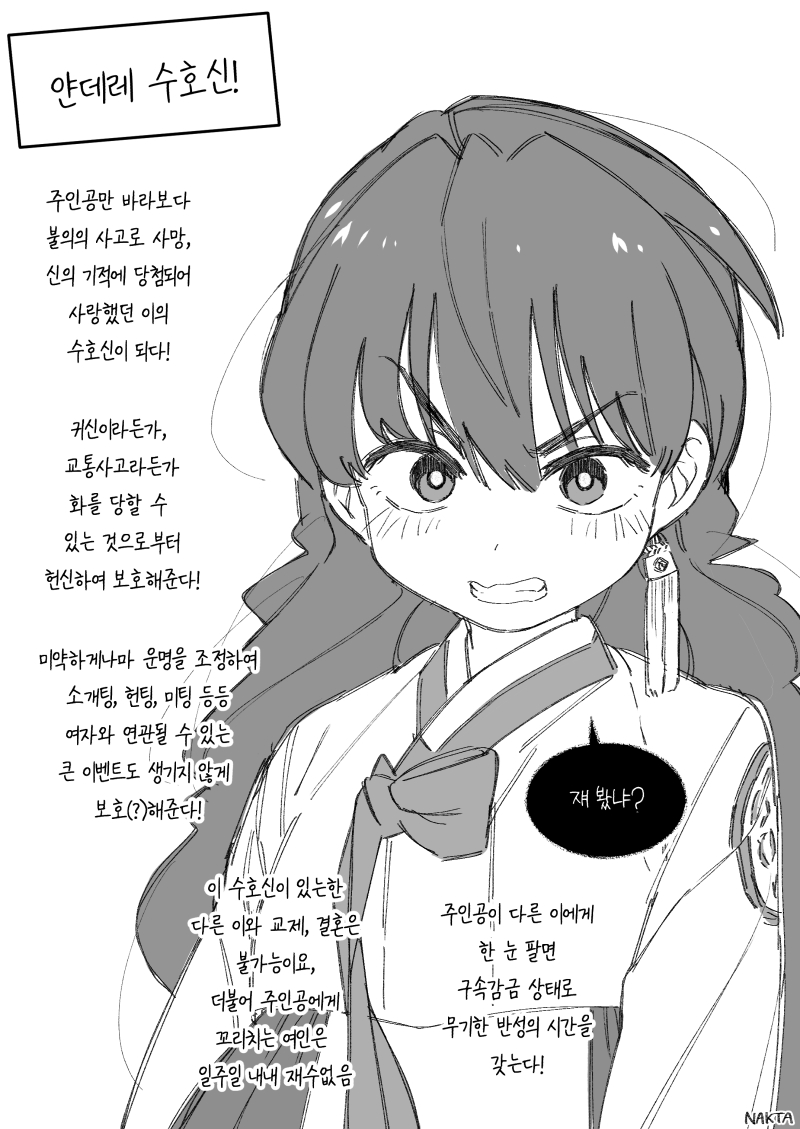 얀데레 수호신!
주인공만 바라보다
불의의 사고로 사망,
신의 기적에 당첨되어
사랑했던 이의
수호신이 되다!
귀신이라든가,
교통사고라든가
화를 당할 수
있는 것으로부터
헌신하여 보호해준다!
미약하게나마 운명을 조정하여
소개팅, 헌팅, 미팅 등등
여자와 연관될 수 있는
큰 이벤트도 생기지 않게
보호(?)해준다!
쟤 봤냐?
이 수호신이 있는한
다른 이와 교제, 결혼은
불가능이요,
더불어 주인공에게
꼬리치는 여인은
일주일 내내 재수없음
주인공이 다른 이에게
한 눈 팔면
구속감금 상태로
무기한 반성의 시간을
갖는다!
NAKTA